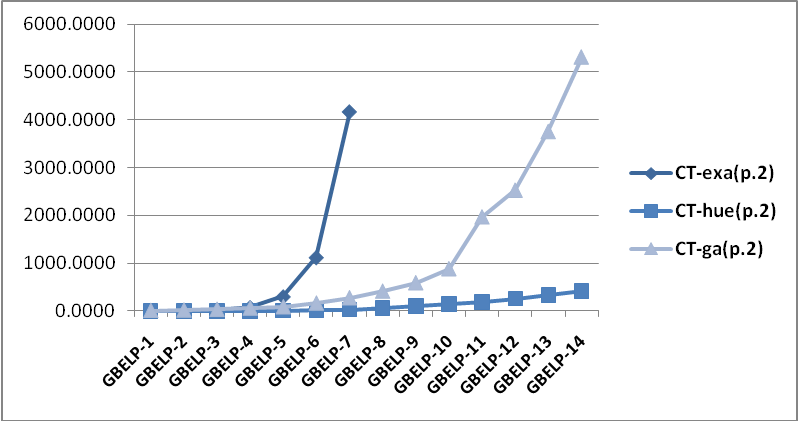 6000.0000
5000.0000
4000.0000
3000.0000
2000.0000
1000.0000
0.0000
GBELP-1
GBELP-2
GBELP-3
GBELP-4
GBELP-5
GBELP-6
GBELP-7
GBELP-8
GBELP-9
GBELP-10
GBELP-11
GBELP-12
GBELP-13
GBELP-14
CT-exa(p.2)
CT-hue(p.2)
CT-ga(p.2)